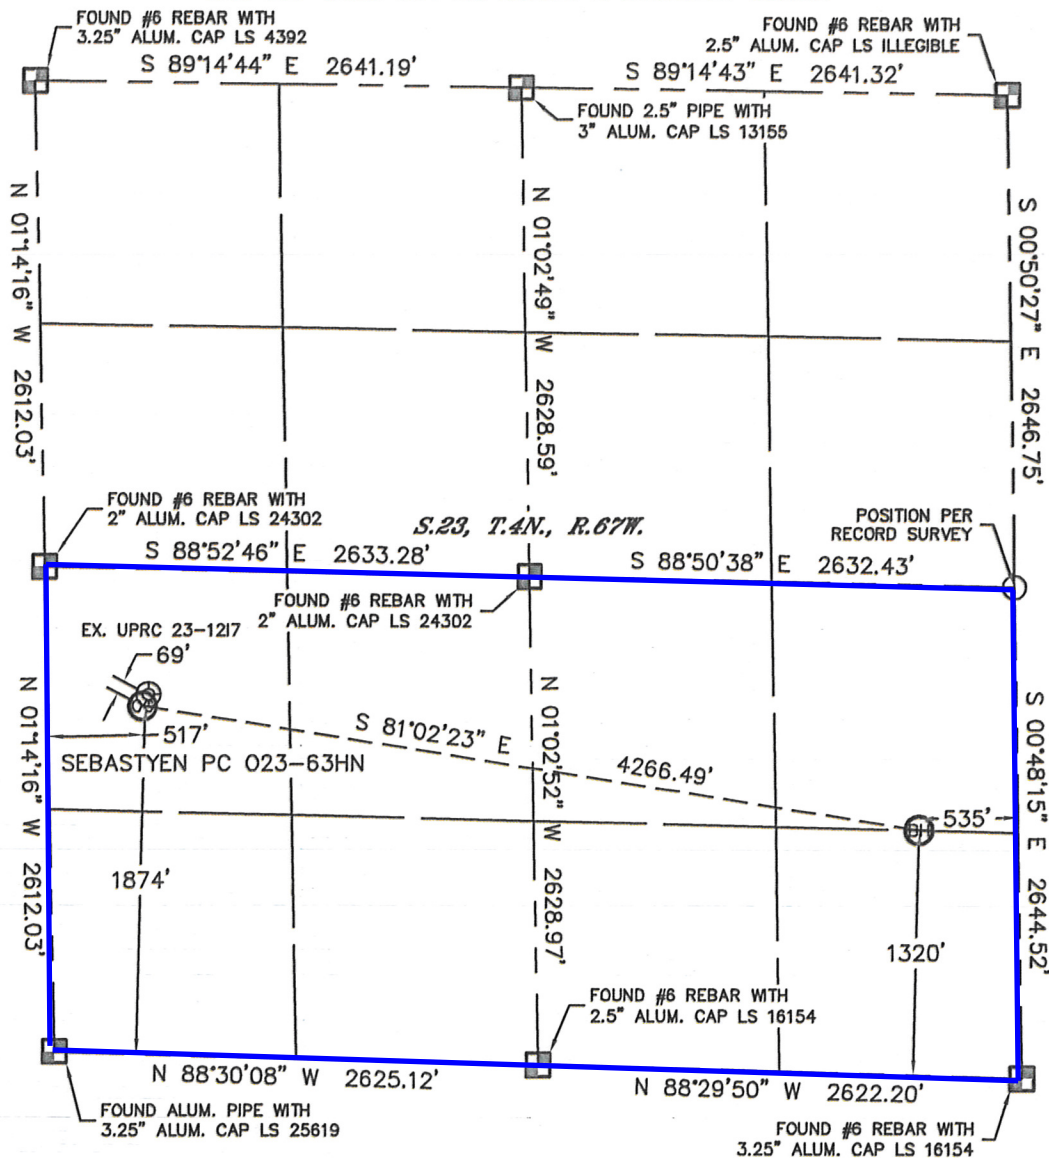 FOUND #6 REBAR WITH
3.25" ALUM. CAP LS 4392
FOUND #6 REBAR WITH
2.5" ALUM. CAP LS ILLEGIBLE
S 89°14'44" E 2641.19'
S 89°14'43" E 2641.32'
FOUND 2.5" PIPE WITH
3" ALUM. CAP LS 13155
N 01°14'16" W 2612.03'
N 01°02'49" W 2628.59'
S 00°50'27" E 2646.75'
FOUND #6 REBAR WITH
2" ALUM. CAP LS 24302
S.23, T.4N., R.67W.
POSITION PER
RECORD SURVEY
S 88°52'46" E 2633.28'
S 88°50'38" E 2632.43'
FOUND #6 REBAR WITH
2" ALUM. CAP LS 24302
EX. UPRC 23-12I7
69'
517'
SEBASTYEN PC O23-63HN
S 81°02'23" E 4266.49'
N 01°14'16" W 2612.03'
N 01°02'52" W 2628.97'
S 00°48'15" E 2644.52'
BH
535'
1874'
1320'
FOUND #6 REBAR WITH
2.5" ALUM. CAP LS 16154
N 88°30'08" W 2625.12'
N 88°29'50" W 2622.20'
FOUND ALUM. PIPE WITH
3.25" ALUM. CAP LS 25619
FOUND #6 REBAR WITH
3.25" ALUM. CAP LS 16154